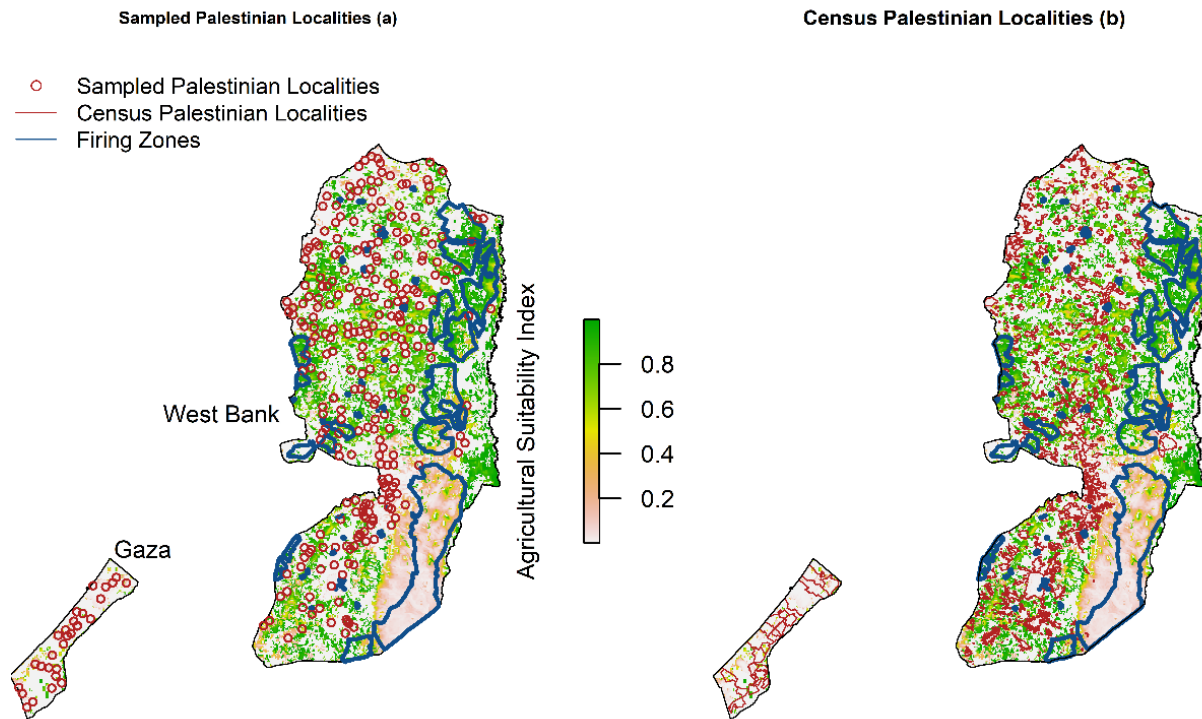 Sampled Palestinian Localities (a)
Census Palestinian Localities (b)
Sampled Palestinian Localities
Census Palestinian Localities
Firing Zones
West Bank
Gaza
Agricultural Suitability Index
0.8
0.6
0.4
0.2